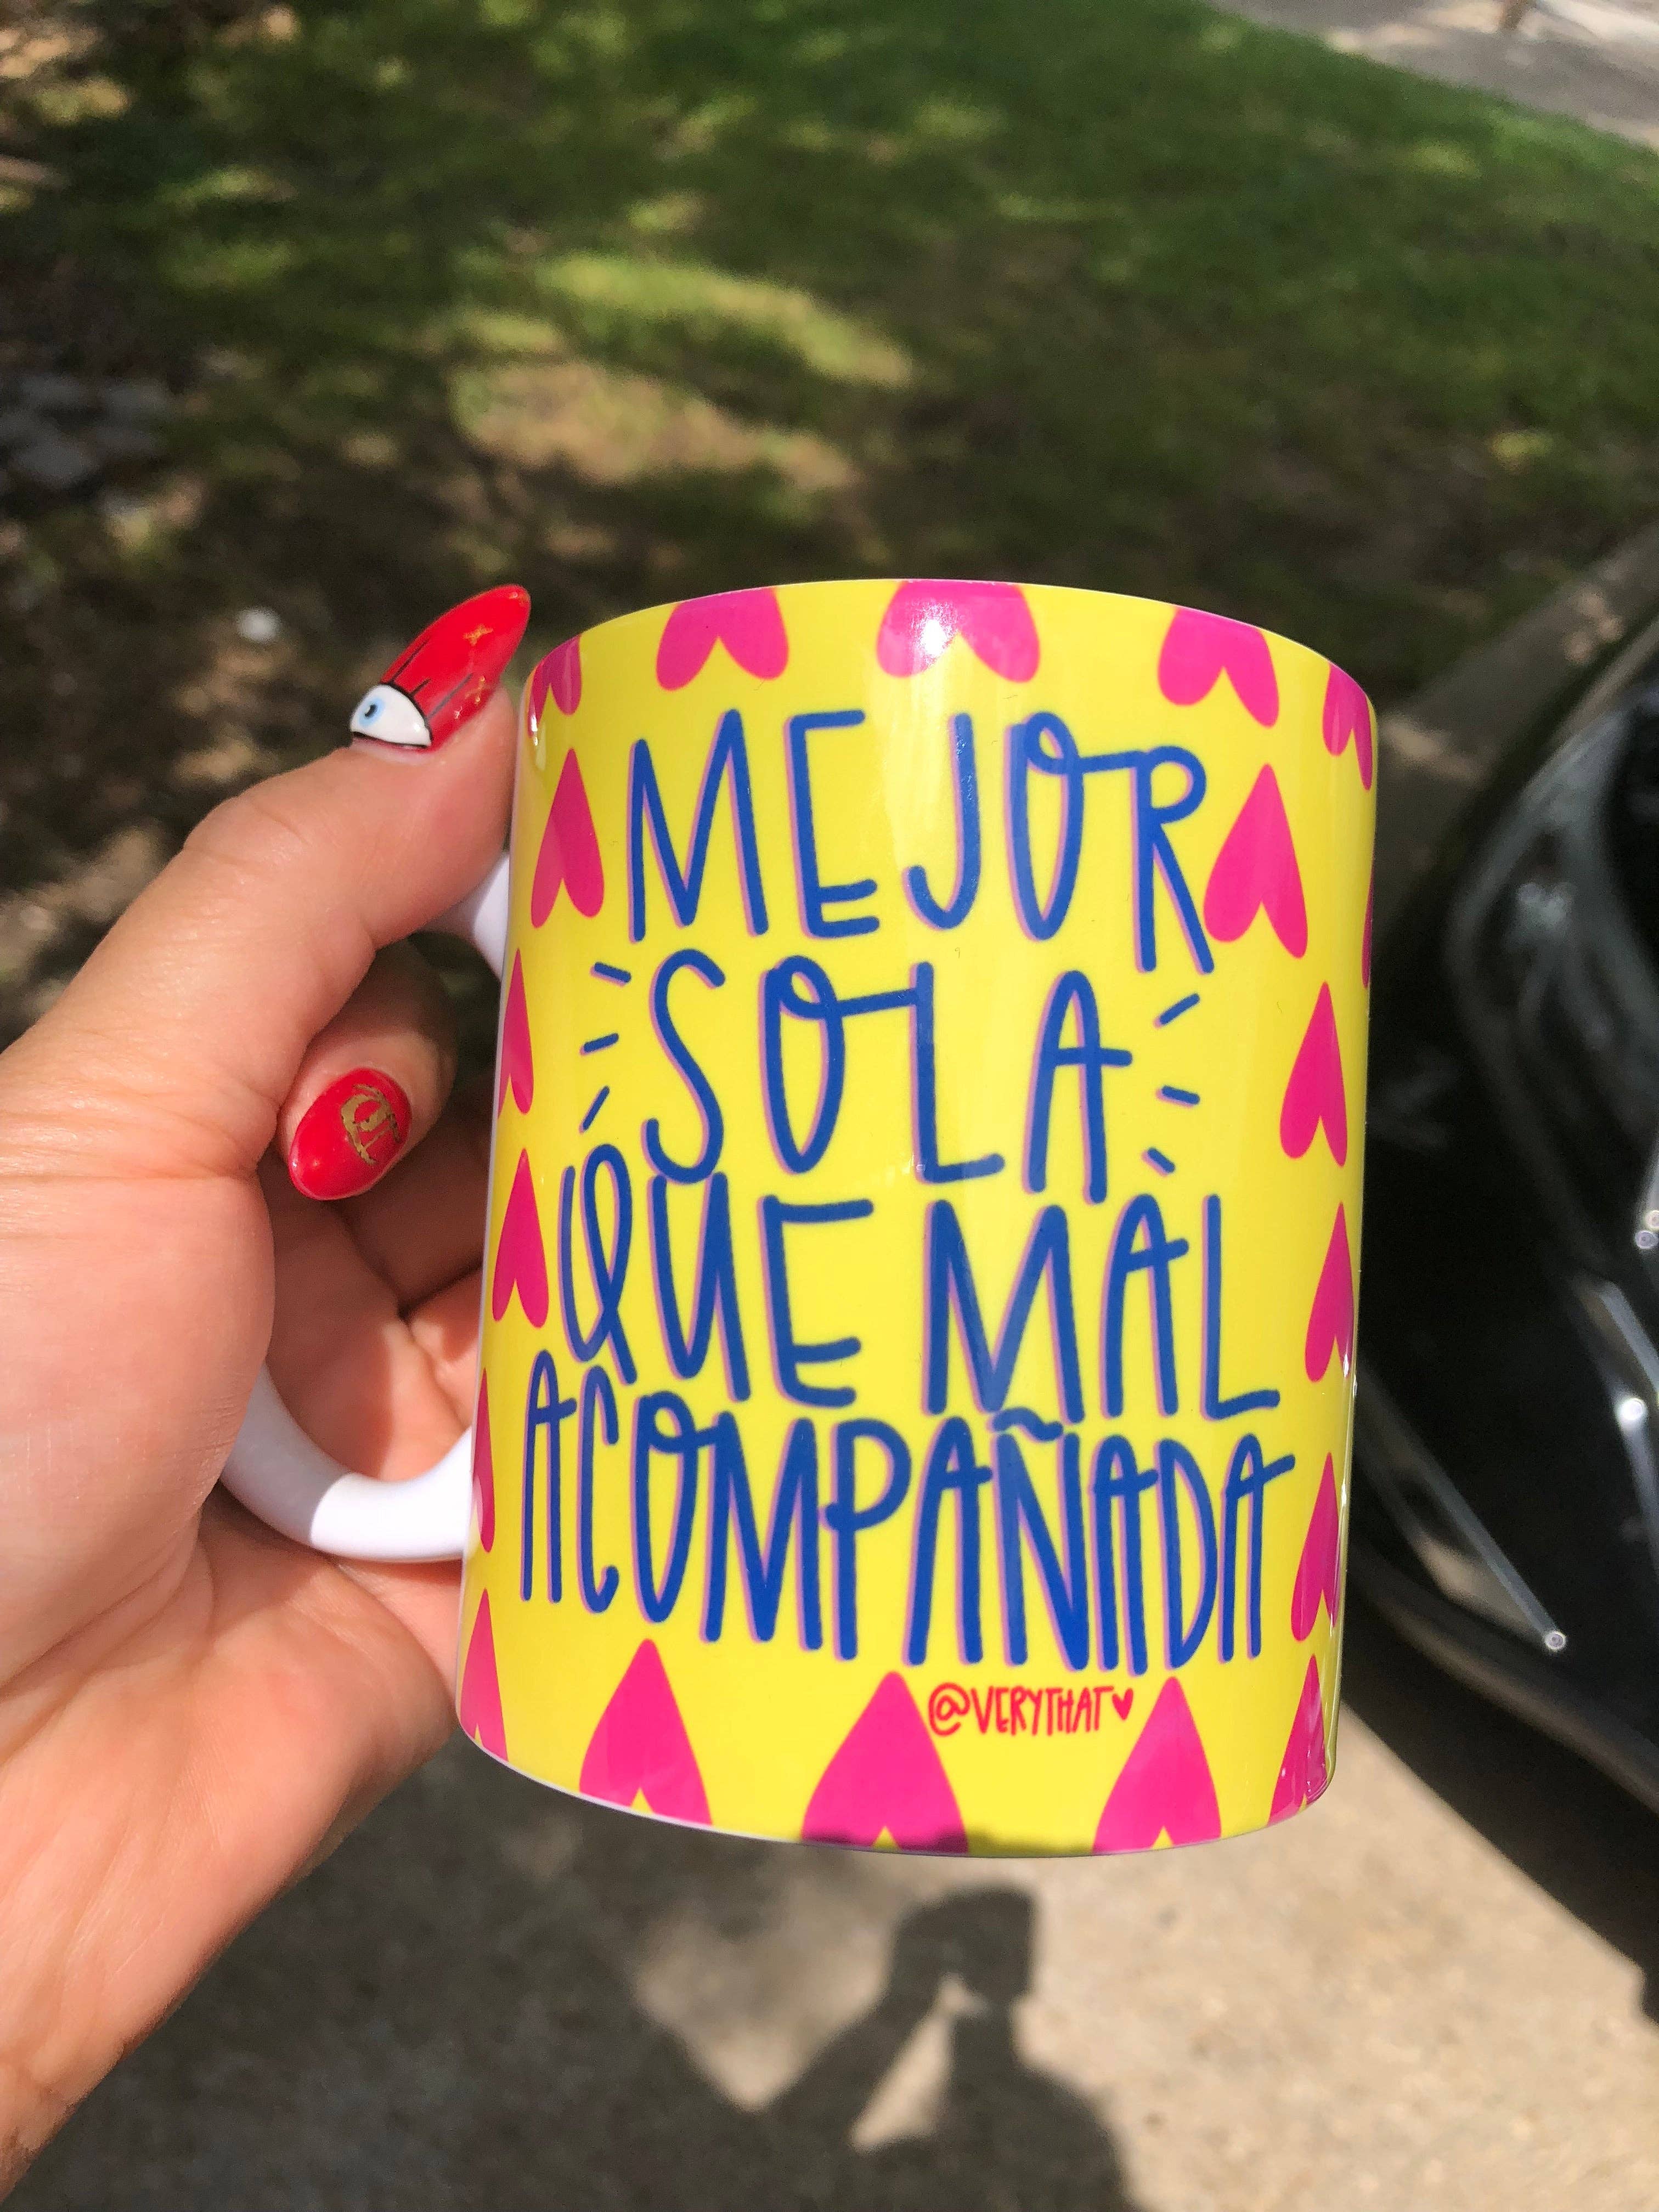 MEJOR
SOLA
QUE MAL
ACOMPAÑADA
@VERYTHAT♥